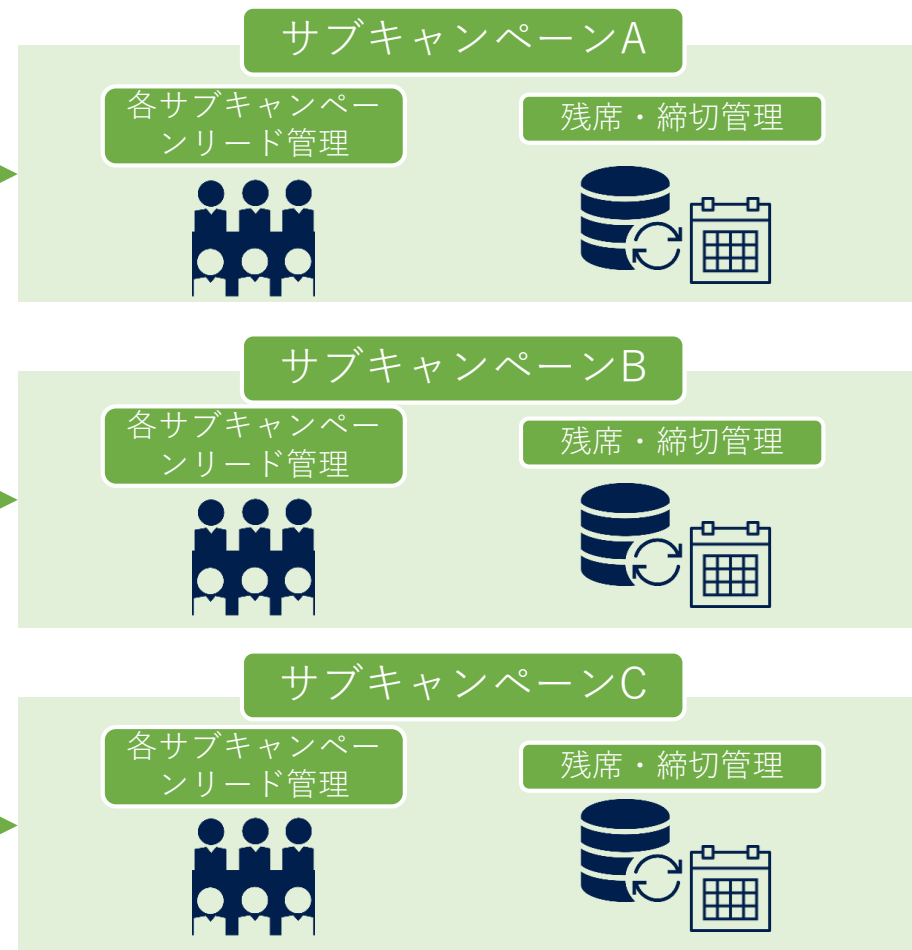 サブキャンペーンA
各サブキャンペー
ンリード管理
残席・締切管理
サブキャンペーンB
各サブキャンペー
ンリード管理
残席・締切管理
サブキャンペーンC
各サブキャンペー
ンリード管理
残席・締切管理